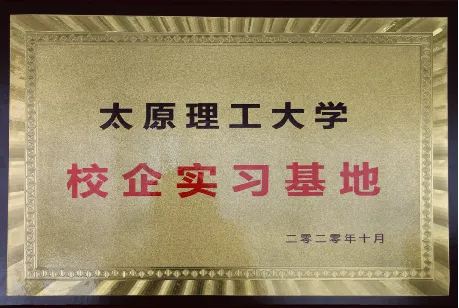 太原理工大学
校企实习基地
二零二零年十月